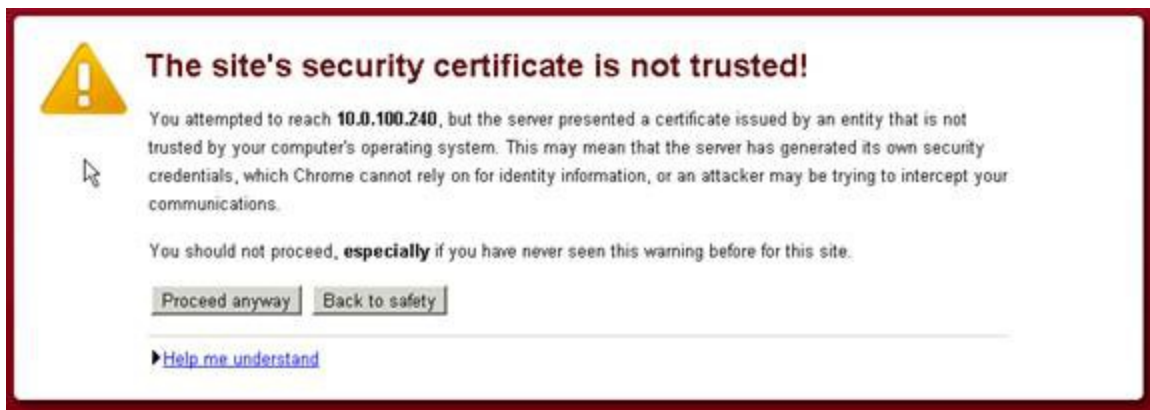 The site's security certificate is not trusted!
You attempted to reach 10.0.100.240, but the server presented a certificate issued by an entity that is not
trusted by your computer's operating system. This may mean that the server has generated its own security
credentials, which Chrome cannot rely on for identity information, or an attacker may be trying to intercept your
communications.
You should not proceed, especially if you have never seen this warning before for this site.
Proceed anyway Back to safety
Help me understand